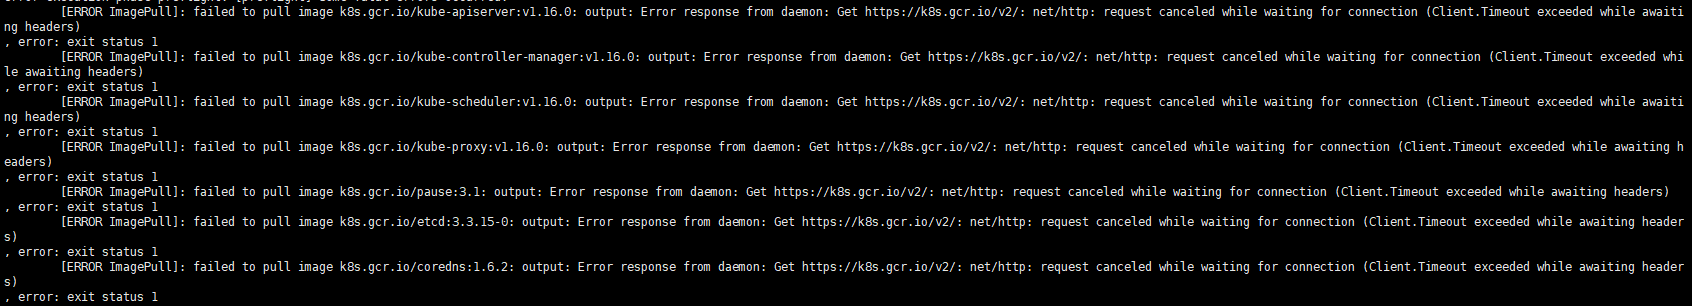 [ERROR ImagePull]: failed to pull image k8s.gcr.io/kube-apiserver:v1.16.0: output: Error response from daemon: Get https://k8s.gcr.io/v2/: net/http: request canceled while waiting for connection (Client.Timeout exceeded while awaiti
ng headers)
, error: exit status 1
[ERROR ImagePull]: failed to pull image k8s.gcr.io/kube-controller-manager:v1.16.0: output: Error response from daemon: Get https://k8s.gcr.io/v2/: net/http: request canceled while waiting for connection (Client.Timeout exceeded whi
le awaiting headers)
, error: exit status 1
[ERROR ImagePull]: failed to pull image k8s.gcr.io/kube-scheduler:v1.16.0: output: Error response from daemon: Get https://k8s.gcr.io/v2/: net/http: request canceled while waiting for connection (Client.Timeout exceeded while awaiti
ng headers)
, error: exit status 1
[ERROR ImagePull]: failed to pull image k8s.gcr.io/kube-proxy:v1.16.0: output: Error response from daemon: Get https://k8s.gcr.io/v2/: net/http: request canceled while waiting for connection (Client.Timeout exceeded while awaiting h
eaders)
, error: exit status 1
[ERROR ImagePull]: failed to pull image k8s.gcr.io/pause:3.1: output: Error response from daemon: Get https://k8s.gcr.io/v2/: net/http: request canceled while waiting for connection (Client.Timeout exceeded while awaiting headers)
, error: exit status 1
[ERROR ImagePull]: failed to pull image k8s.gcr.io/etcd:3.3.15-0: output: Error response from daemon: Get https://k8s.gcr.io/v2/: net/http: request canceled while waiting for connection (Client.Timeout exceeded while awaiting header
s)
, error: exit status 1
[ERROR ImagePull]: failed to pull image k8s.gcr.io/coredns:1.6.2: output: Error response from daemon: Get https://k8s.gcr.io/v2/: net/http: request canceled while waiting for connection (Client.Timeout exceeded while awaiting header
s)
, error: exit status 1